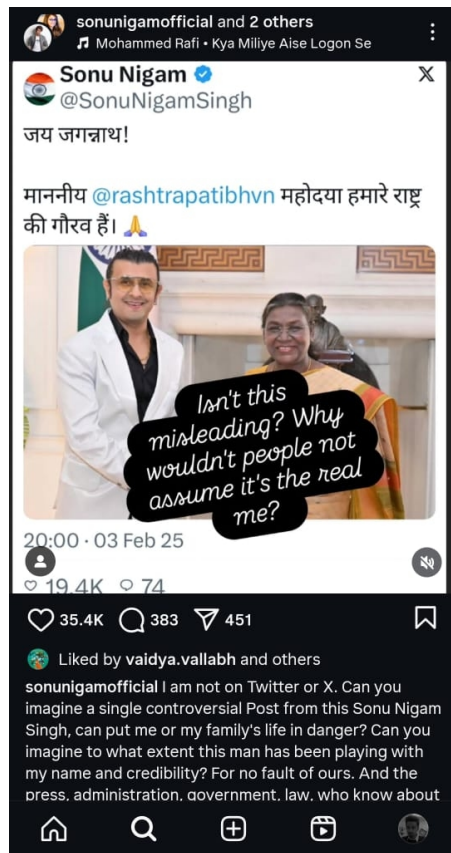 sonunigamofficial and 2 others
Mohammed Rafi • Kya Miliye Aise Logon Se
Sonu Nigam
@SonuNigamSingh
X
जय जगन्नाथ!
माननीय @rashtrapatibhvn महोदया हमारे राष्ट्र
की गौरव हैं। 🙏
Isn't this
misleading? Why
wouldn't people not
assume it's the real
me?
20:00 · 03 Feb 25
19.4K 74
35.4K 383 451
Liked by vaidya.vallabh and others
sonunigamofficial I am not on Twitter or X. Can you
imagine a single controversial Post from this Sonu Nigam
Singh, can put me or my family's life in danger? Can you
imagine to what extent this man has been playing with
my name and credibility? For no fault of ours. And the
press, administration, government, law, who know about